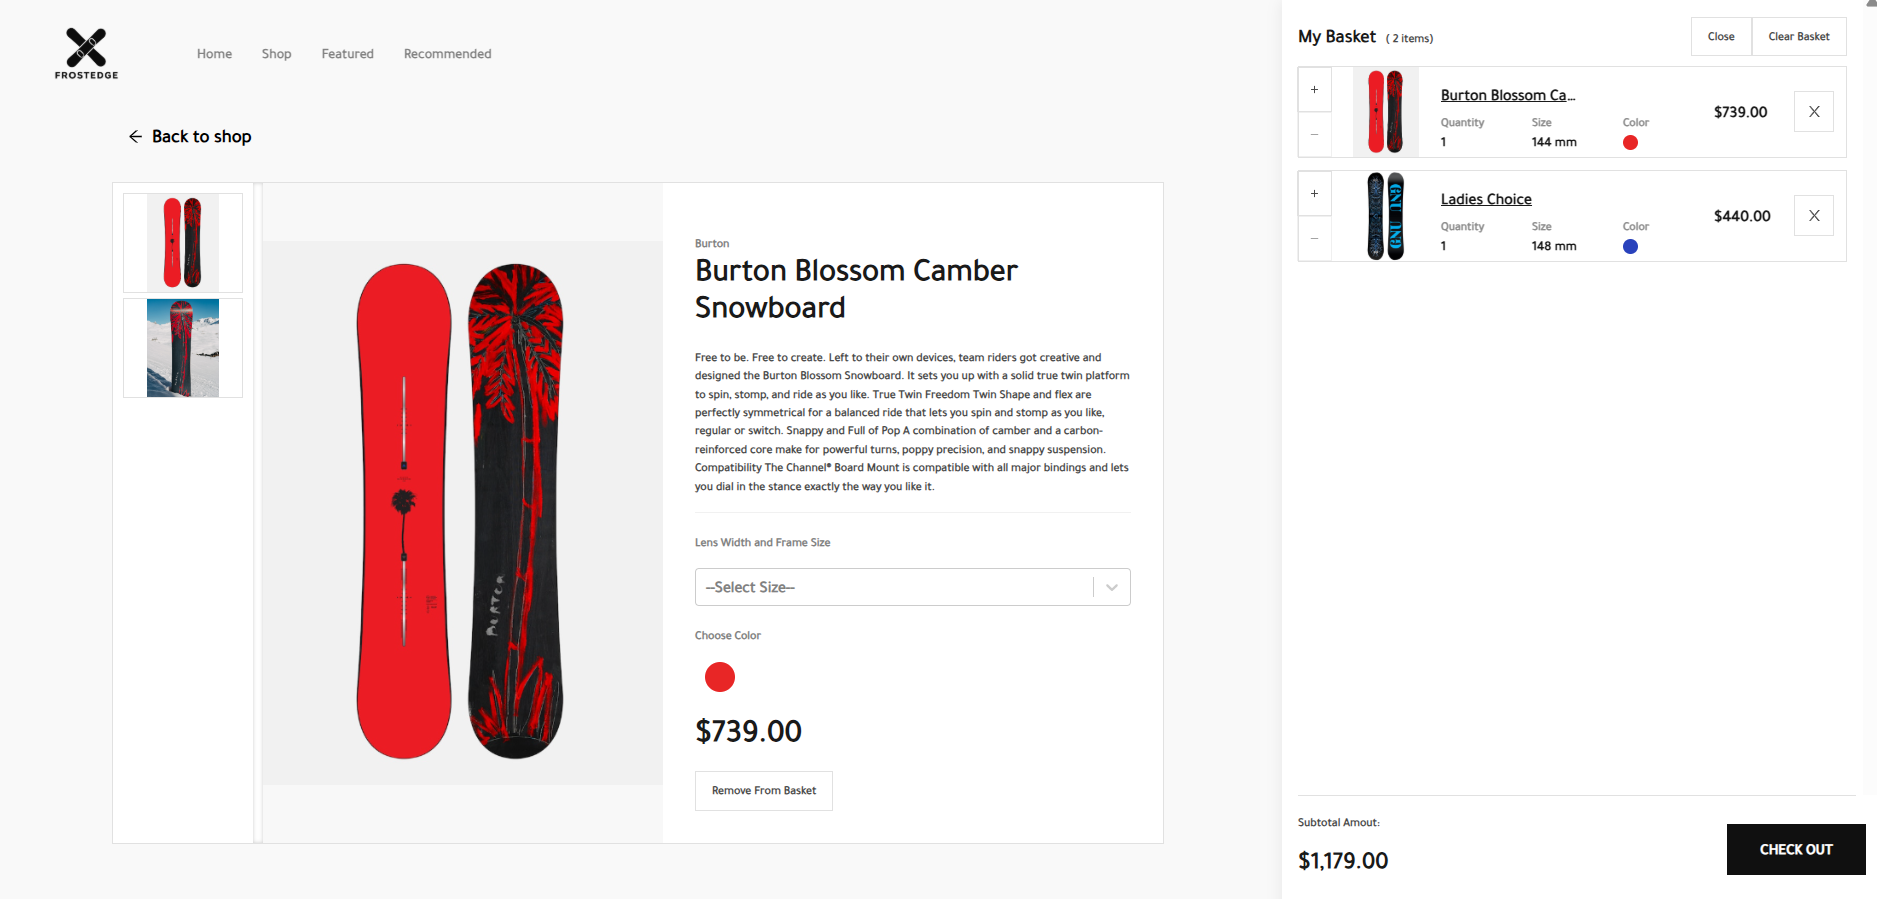 FROSTEDGE
Home
Shop
Featured
Recommended
Back to shop
Burton
Burton Blossom Camber
Snowboard
Free to be. Free to create. Left to their own devices, team riders got creative and
designed the Burton Blossom Snowboard. It sets you up with a solid true twin platform
to spin, stomp, and ride as you like. True Twin Freedom Twin Shape and flex are
perfectly symmetrical for a balanced ride that lets you spin and stomp as you like,
regular or switch. Snappy and Full of Pop A combination of camber and a carbon-
reinforced core make for powerful turns, poppy precision, and snappy suspension.
Compatibility The Channel® Board Mount is compatible with all major bindings and lets
you dial in the stance exactly the way you like it.
Lens Width and Frame Size
--Select Size--
Choose Color
$739.00
Remove From Basket
BURTON
My Basket ( 2 items)
Close
Clear Basket
+
−
Burton Blossom Ca...
Quantity Size Color
1 144 mm
$739.00
X
+
−
GNU GNU
Ladies Choice
Quantity Size Color
1 148 mm
$440.00
X
Subtotal Amout:
$1,179.00
CHECK OUT